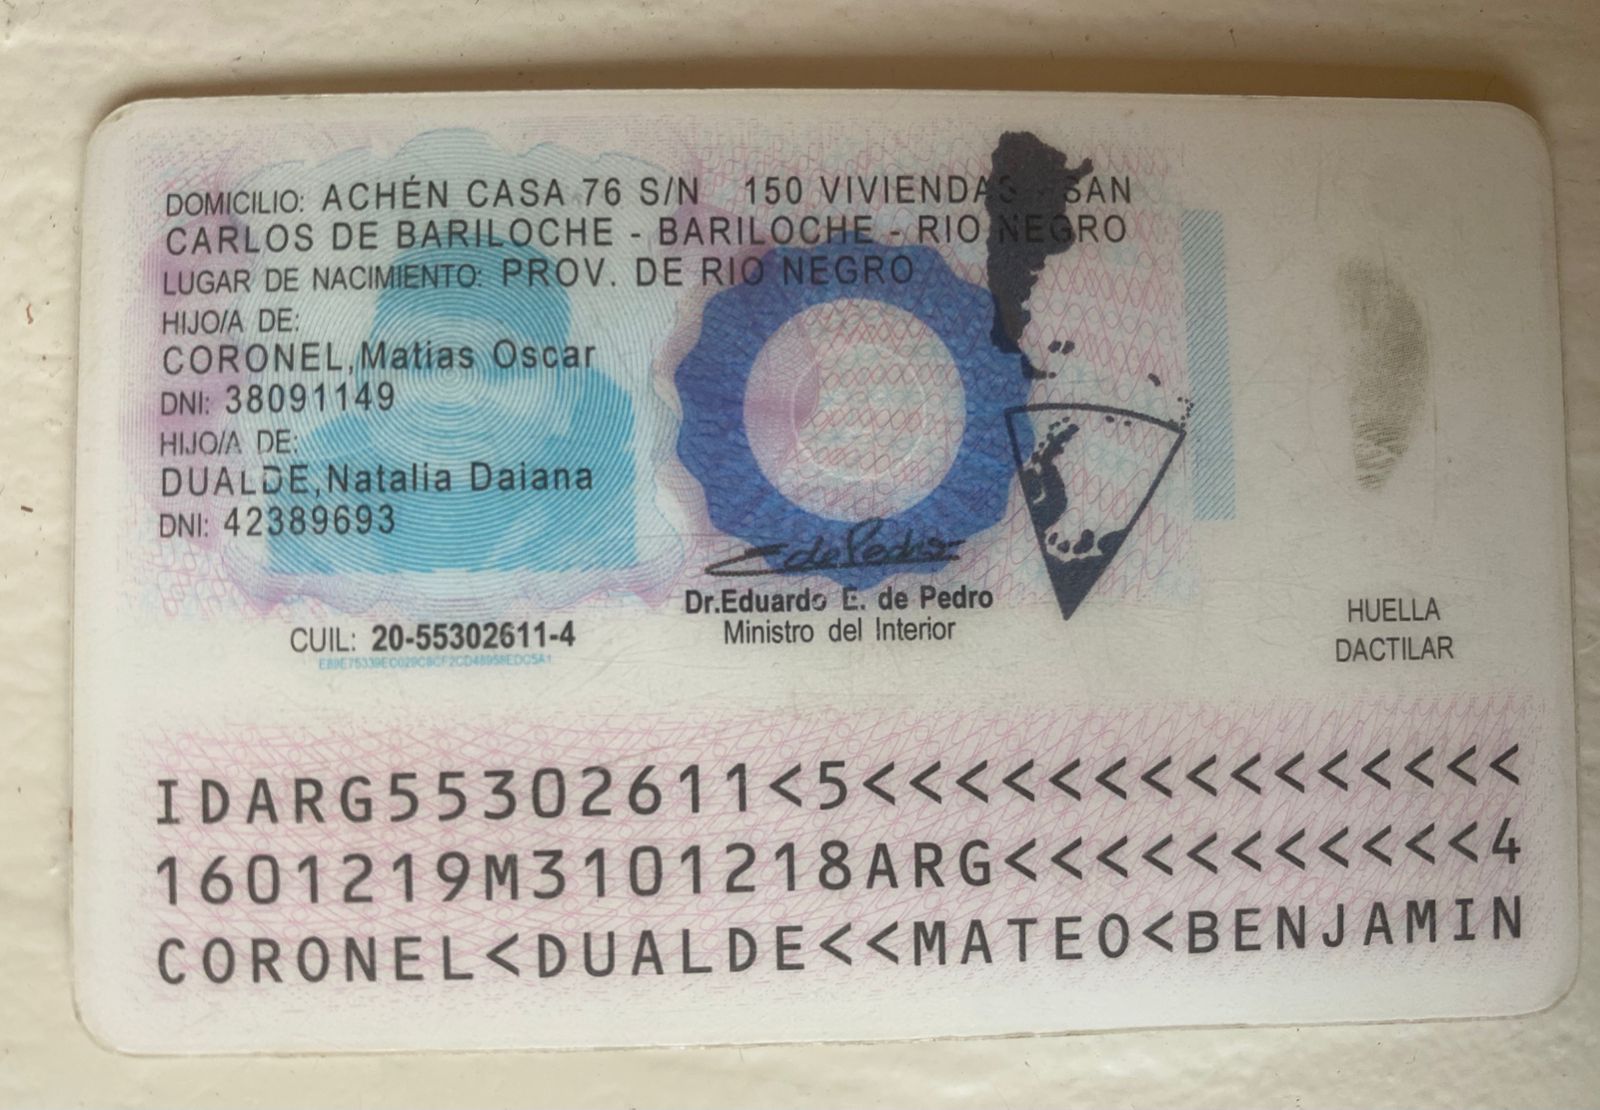 DOMICILIO: ACHÉN CASA 76 S/N 150 VIVIENDAS - SAN
CARLOS DE BARILOCHE - BARILOCHE - RIO NEGRO
LUGAR DE NACIMIENTO: PROV. DE RIO NEGRO
HIJO/A DE:
CORONEL,Matias Oscar
DNI: 38091149
HIJO/A DE:
DUALDE,Natalia Daiana
DNI: 42389693
EdePedro
Dr.Eduardo E. de Pedro
Ministro del Interior
CUIL: 20-55302611-4
HUELLA
DACTILAR
IDARG55302611<5<<<<<<<<<<<<<<<
1601219M3101218ARG<<<<<<<<<<<4
CORONEL<DUALDE<<MATEO<BENJAMIN